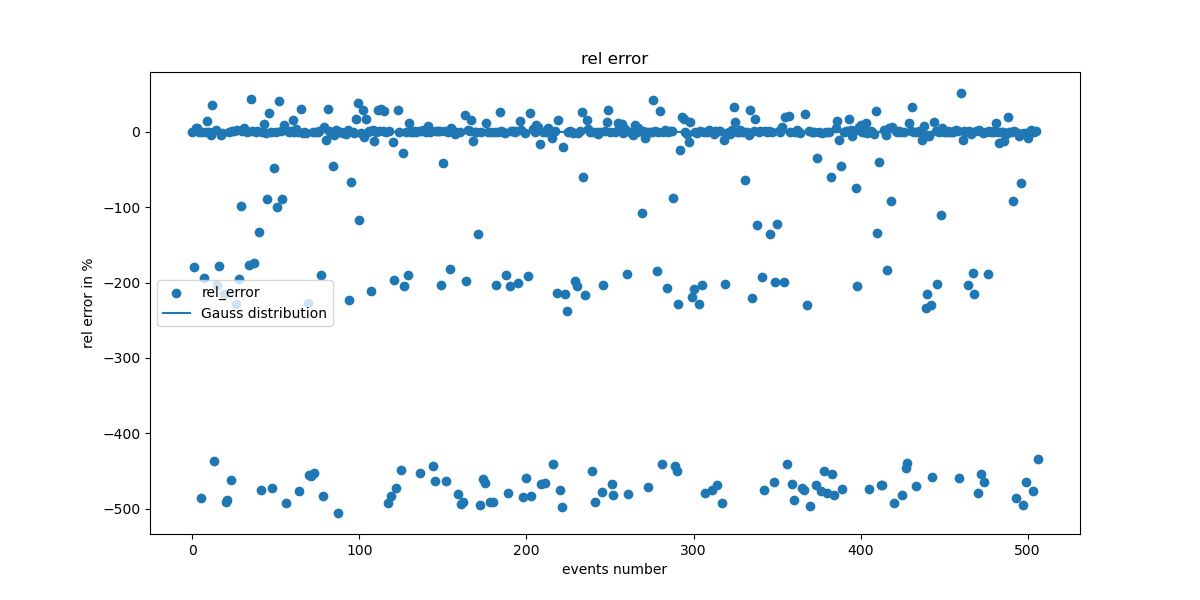 rel error
rel error in %
0
−100
−200
−300
−400
−500
rel_error
Gauss distribution
0
100
200
300
400
500
events number